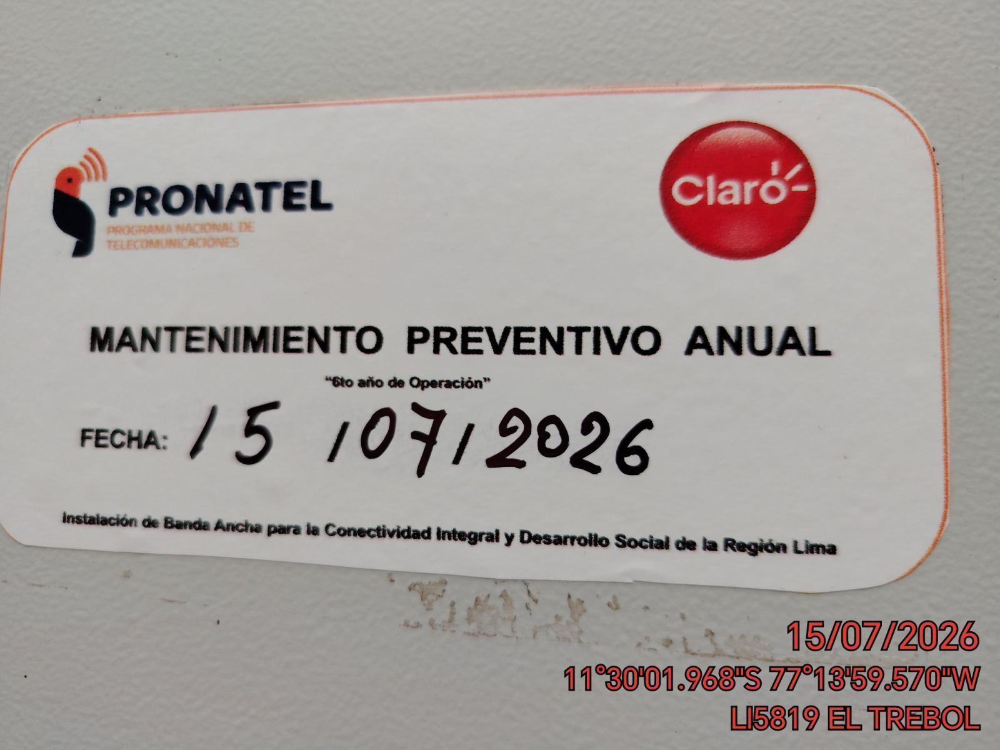 PRONATEL
PROGRAMA NACIONAL DE
TELECOMUNICACIONES
Claro
MANTENIMIENTO PREVENTIVO ANUAL
"6to año de Operación"
FECHA: 15 / 07 / 2026
Instalación de Banda Ancha para la Conectividad Integral y Desarrollo Social de la Región Lima
15/07/2026
11°30'01.968"S 77°13'59.570"W
LI5819 EL TREBOL